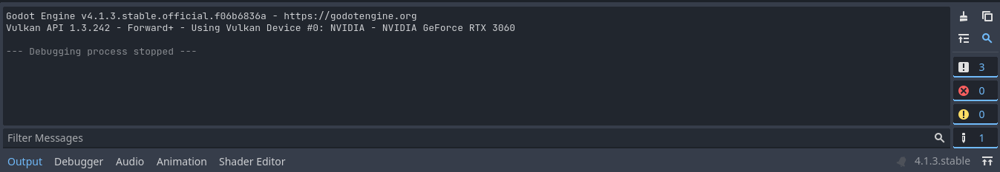 Godot Engine v4.1.3.stable.official.f06b6836a - https://godotengine.org
Vulkan API 1.3.242 - Forward+ - Using Vulkan Device #0: NVIDIA - NVIDIA GeForce RTX 3060
--- Debugging process stopped ---
3
0
0
1
Filter Messages
Output Debugger Audio Animation Shader Editor 4.1.3.stable